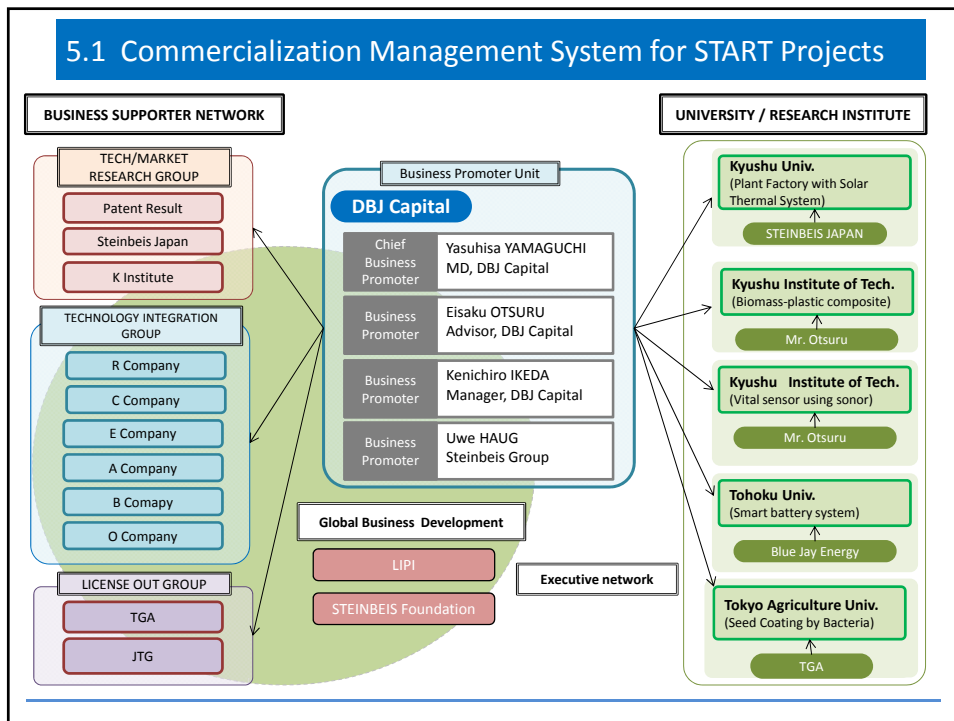 5.1 Commercialization Management System for START Projects
BUSINESS SUPPORTER NETWORK
TECH/MARKET
RESEARCH GROUP
Patent Result
Steinbeis Japan
K Institute
TECHNOLOGY INTEGRATION
GROUP
R Company
C Company
E Company
A Company
B Comapy
O Company
LICENSE OUT GROUP
TGA
JTG
Business Promoter Unit
DBJ Capital
Chief
Business
Promoter
Yasuhisa YAMAGUCHI
MD, DBJ Capital
Business
Promoter
Eisaku OTSURU
Advisor, DBJ Capital
Business
Promoter
Kenichiro IKEDA
Manager, DBJ Capital
Business
Promoter
Uwe HAUG
Steinbeis Group
Global Business Development
LIPI
STEINBEIS Foundation
Executive network
UNIVERSITY / RESEARCH INSTITUTE
Kyushu Univ.
(Plant Factory with Solar
Thermal System)
STEINBEIS JAPAN
Kyushu Institute of Tech.
(Biomass-plastic composite)
Mr. Otsuru
Kyushu Institute of Tech.
(Vital sensor using sonor)
Mr. Otsuru
Tohoku Univ.
(Smart battery system)
Blue Jay Energy
Tokyo Agriculture Univ.
(Seed Coating by Bacteria)
TGA